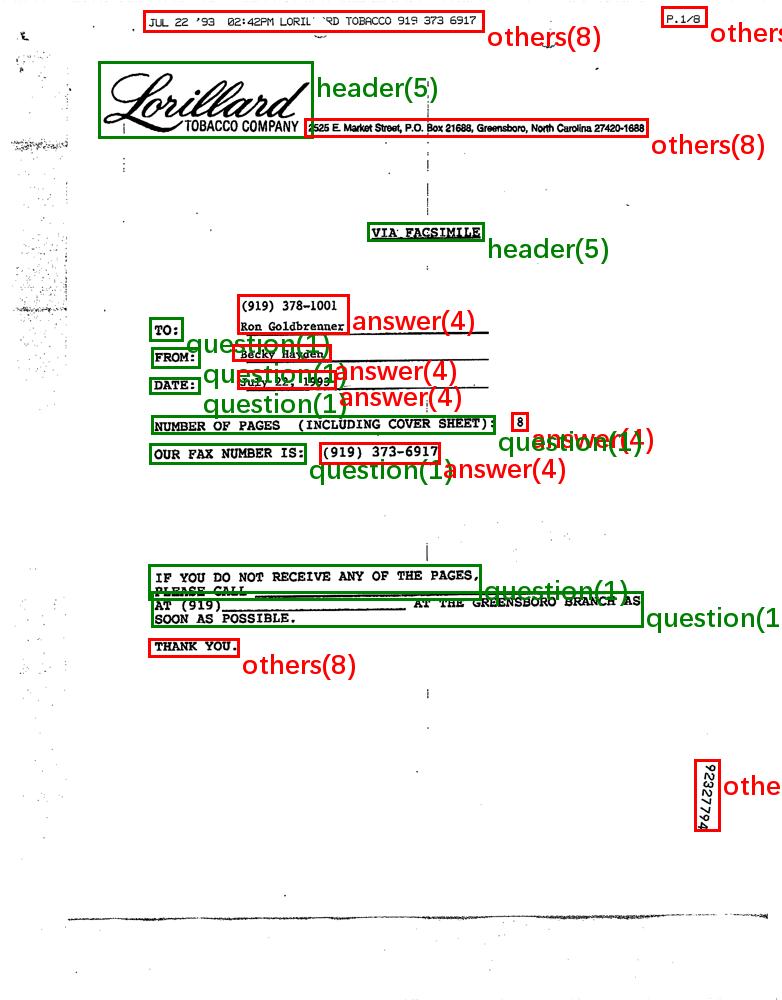 JUL 22 '93 02:42PM LORIL RD TOBACCO 919 373 6917
others(8)
P.1/8
others
Lorillard
header(5)
TOBACCO COMPANY
2525 E. Market Street, P.O. Box 21688, Greensboro, North Carolina 27420-1688
others(8)
VIA FACSIMILE
header(5)
(919) 378-1001
TO:
Ron Goldbrenner
answer(4)
question(1)
FROM:
Becky Hayden
question(1)
answer(4)
DATE:
July 22, 1993
question(1)
answer(4)
NUMBER OF PAGES (INCLUDING COVER SHEET):
8
question(1)
answer(4)
OUR FAX NUMBER IS:
(919) 373-6917
question(1)
answer(4)
IF YOU DO NOT RECEIVE ANY OF THE PAGES,
PLEASE CALL
question(1)
AT (919) AT THE GREENSBORO BRANCH AS
SOON AS POSSIBLE.
question(1
THANK YOU.
others(8)
92327794
othe